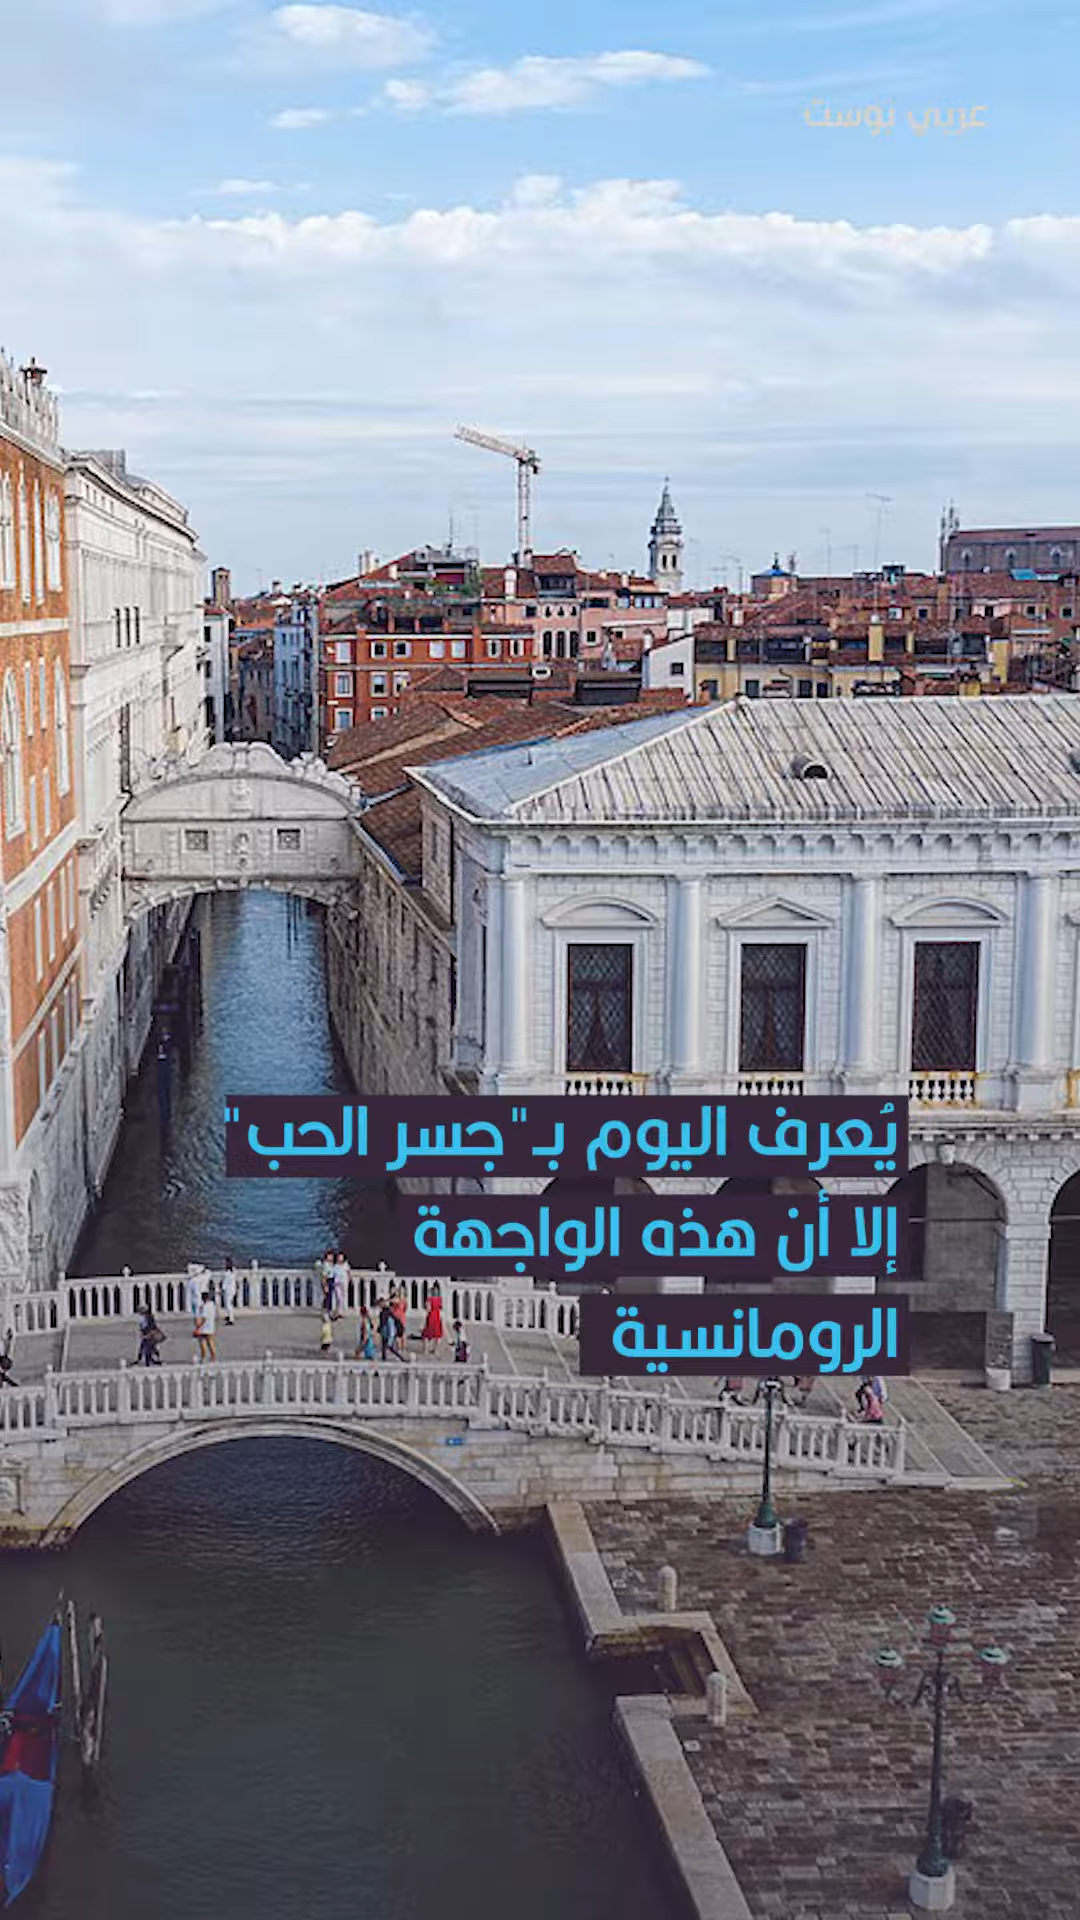 عربي بوست
يُعرف اليوم بـ"جسر الحب"
إلا أن هذه الواجهة
الرومانسية